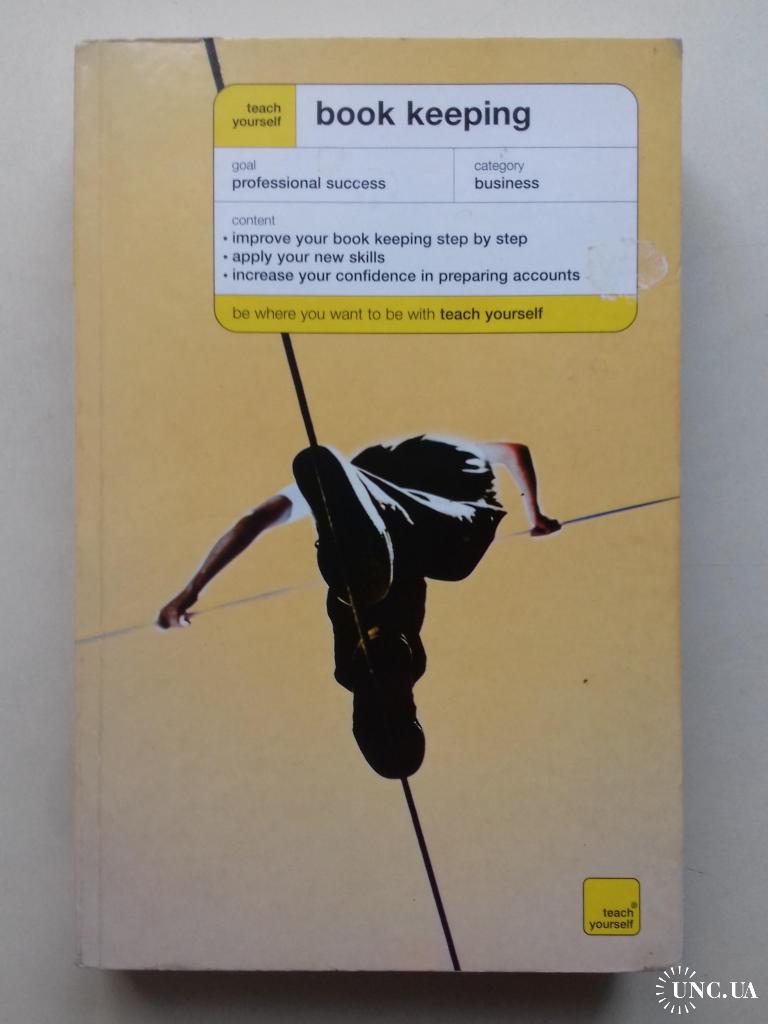 teach
yourself
book keeping
goal
professional success
category
business
content
• improve your book keeping step by step
• apply your new skills
• increase your confidence in preparing accounts
be where you want to be with teach yourself
teach®
yourself
UNC.UA